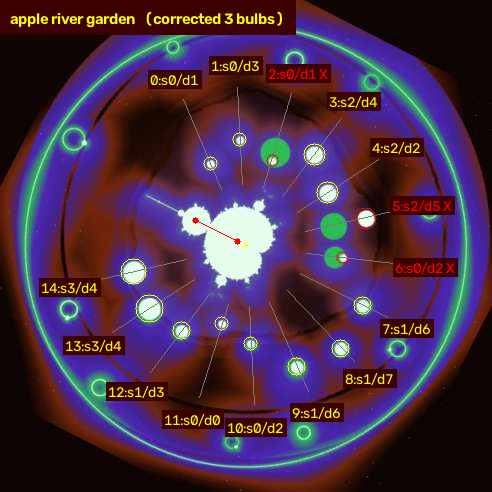 apple river garden （corrected 3 bulbs）
1:s0/d3
0:s0/d1
2:s0/d1 X
3:s2/d4
4:s2/d2
5:s2/d5 X
6:s0/d2 X
14:s3/d4
7:s1/d6
13:s3/d4
8:s1/d7
12:s1/d3
9:s1/d6
11:s0/d0
10:s0/d2